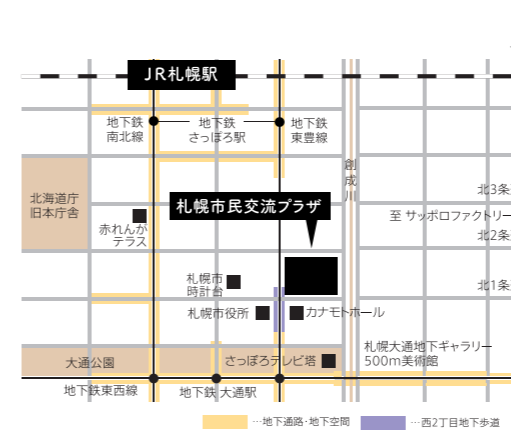 JR札幌駅
地下鉄
南北線
地下鉄
さっぽろ駅
地下鉄
東豊線
創成川
北海道庁
旧本庁舎
札幌市民交流プラザ
北3条
赤れんが
テラス
至 サッポロファクトリー
北2条
札幌市
時計台
北1条
札幌市役所
カナモトホール
大通公園
さっぽろテレビ塔
札幌大通地下ギャラリー
500m美術館
地下鉄東西線
地下鉄 大通駅
…地下通路・地下空間
…西2丁目地下歩道